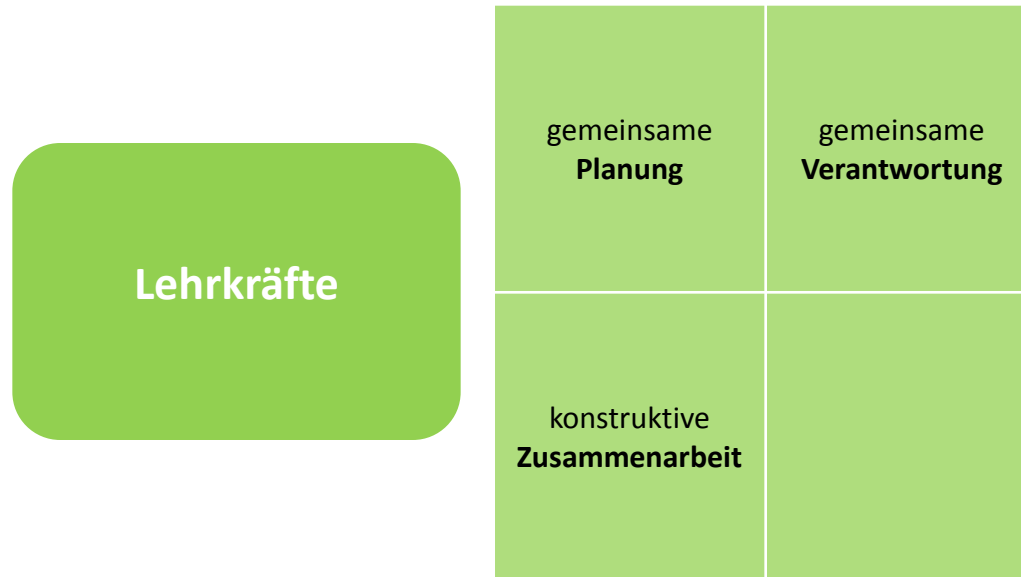 Lehrkräfte
gemeinsame
Planung
gemeinsame
Verantwortung
konstruktive
Zusammenarbeit